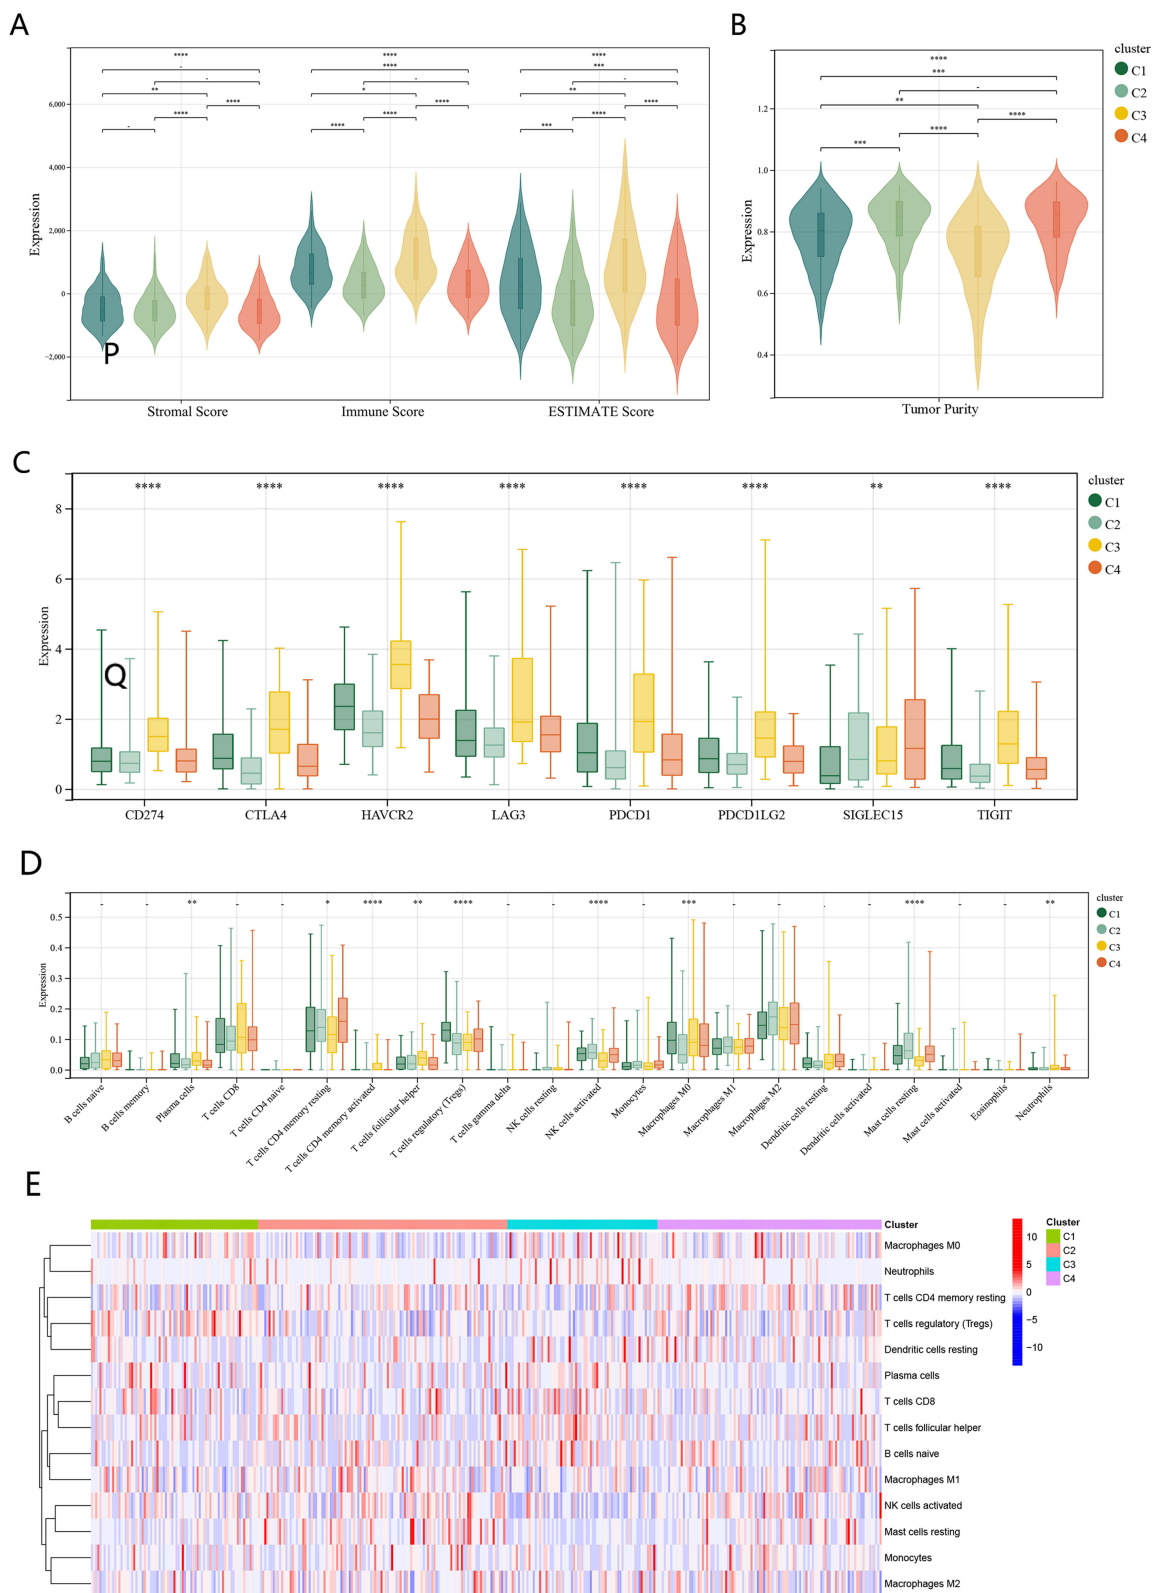 A
B
**** **** ****
- **** ***
- - -
** * **
**** **** ****
**** **** ****
- **** ***
6,000
4,000
2,000
0
−2,000
Expression
P
Stromal Score Immune Score ESTIMATE Score
****
***
-
**
****
****
***
1.2
1.0
0.8
0.6
0.4
Expression
Tumor Purity
cluster
C1
C2
C3
C4
C
**** **** **** **** **** **** ** ****
8
6
4
2
0
Expression
Q
CD274 CTLA4 HAVCR2 LAG3 PDCD1 PDCD1LG2 SIGLEC15 TIGIT
cluster
C1
C2
C3
C4
D
- - ** - - * **** ** **** - - **** - *** - - - - **** - - **
0.5
0.4
0.3
0.2
0.1
0.0
Expression
B cells naive
B cells memory
Plasma cells
T cells CD8
T cells CD4 naive
T cells CD4 memory resting
T cells CD4 memory activated
T cells follicular helper
T cells regulatory (Tregs)
T cells gamma delta
NK cells resting
NK cells activated
Monocytes
Macrophages M0
Macrophages M1
Macrophages M2
Dendritic cells resting
Dendritic cells activated
Mast cells resting
Mast cells activated
Eosinophils
Neutrophils
cluster
C1
C2
C3
C4
E
Cluster
Macrophages M0
Neutrophils
T cells CD4 memory resting
T cells regulatory (Tregs)
Dendritic cells resting
Plasma cells
T cells CD8
T cells follicular helper
B cells naive
Macrophages M1
NK cells activated
Mast cells resting
Monocytes
Macrophages M2
10
5
0
−5
−10
Cluster
C1
C2
C3
C4